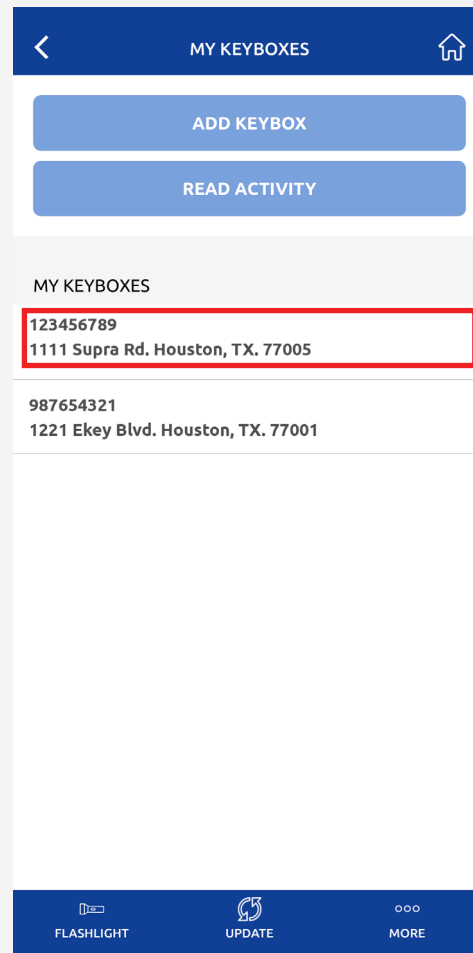 MY KEYBOXES
ADD KEYBOX
READ ACTIVITY
MY KEYBOXES
123456789
1111 Supra Rd. Houston, TX. 77005
987654321
1221 Ekey Blvd. Houston, TX. 77001
FLASHLIGHT
UPDATE
MORE